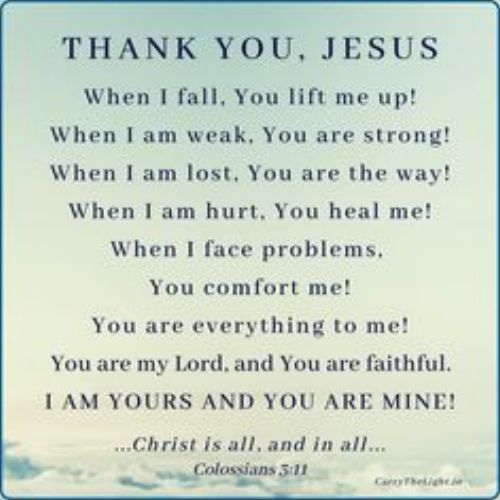 THANK YOU, JESUS
When I fall, You lift me up!
When I am weak, You are strong!
When I am lost, You are the way!
When I am hurt, You heal me!
When I face problems,
You comfort me!
You are everything to me!
You are my Lord, and You are faithful.
I AM YOURS AND YOU ARE MINE!
...Christ is all, and in all...
Colossians 3:11
CarryTheLight.io